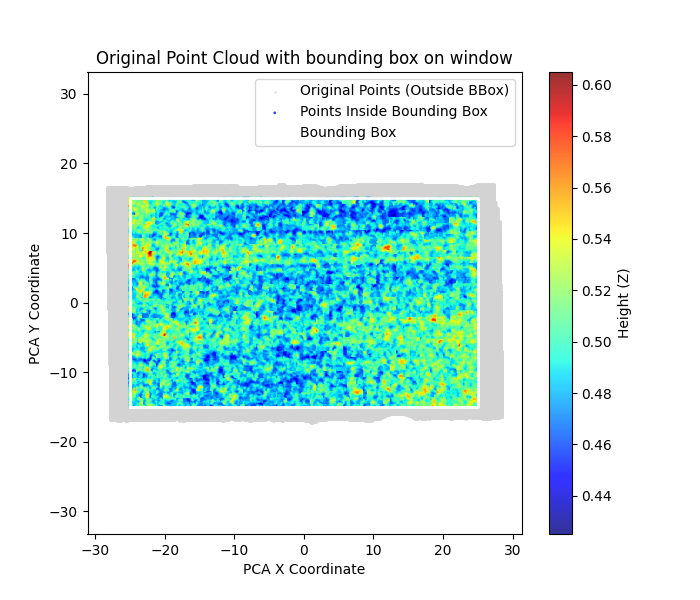 Original Point Cloud with bounding box on window
Original Points (Outside BBox)
Points Inside Bounding Box
Bounding Box
30
20
10
0
−10
−20
−30
PCA Y Coordinate
−30 −20 −10 0 10 20 30
PCA X Coordinate
0.60
0.58
0.56
0.54
0.52
0.50
0.48
0.46
0.44
Height (Z)